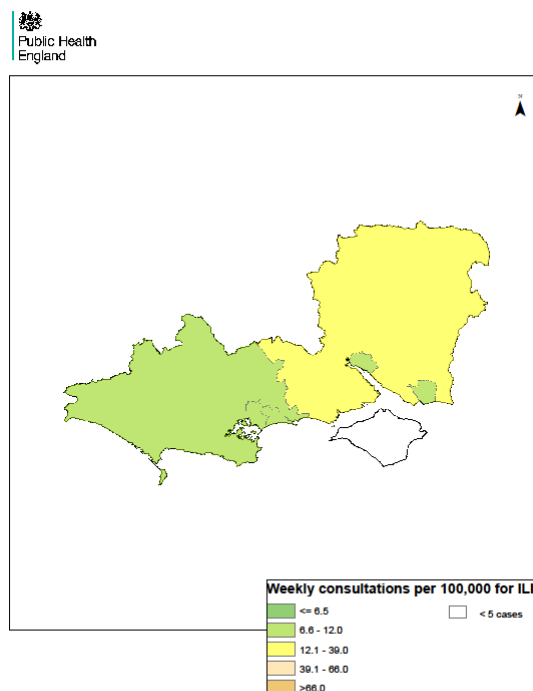 Public Health
England
N
Weekly consultations per 100,000 for ILI
<= 6.5
< 5 cases
6.6 - 12.0
12.1 - 39.0
39.1 - 66.0
>66.0